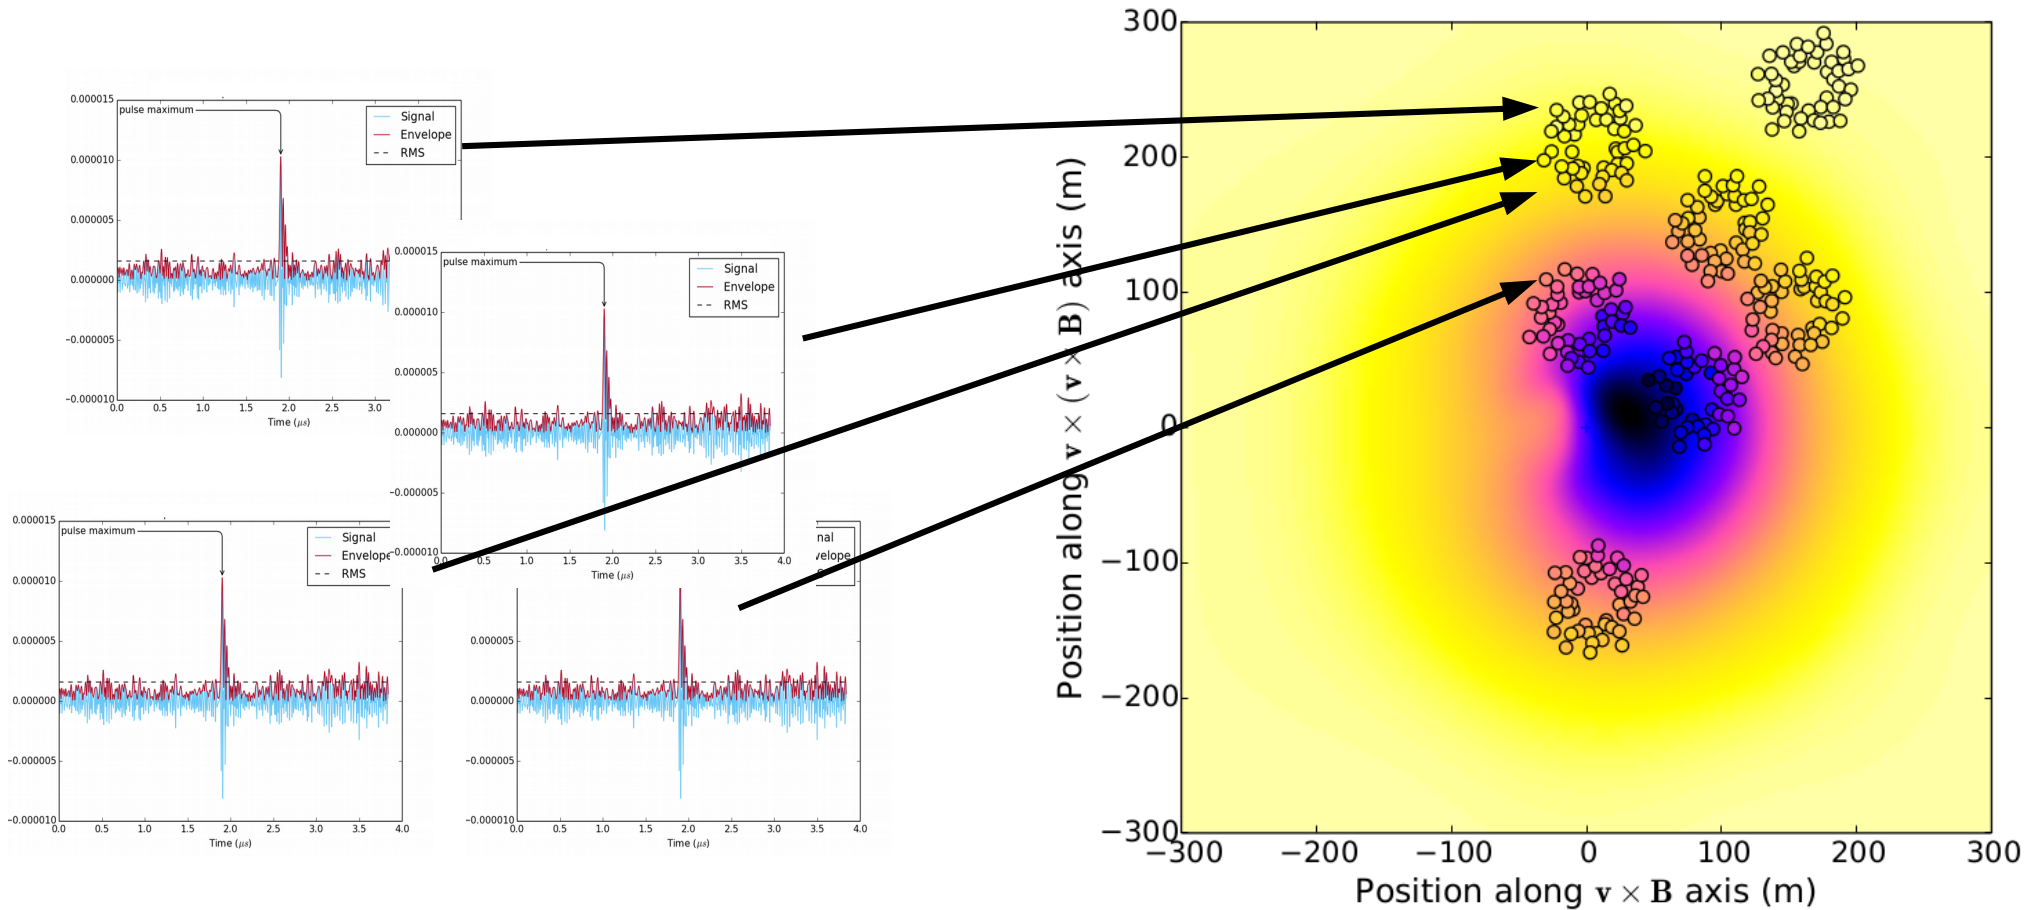 0.000015
0.000010
0.000005
0.000000
−0.000005
−0.000010
pulse maximum
Signal
Envelope
RMS
0.0 0.5 1.0 1.5 2.0 2.5 3.0
Time (μs)
0.000015
0.000010
0.000005
0.000000
−0.000005
−0.000010
pulse maximum
Signal
Envelope
RMS
0.0 0.5 1.0 1.5 2.0 2.5 3.0 3.5 4.0
Time (μs)
0.000015
0.000010
0.000005
0.000000
−0.000005
−0.000010
pulse maximum
Signal
Envelope
RMS
0.0 0.5 1.0 1.5 2.0 2.5 3.0 3.5 4.0
Time (μs)
nal
velope
0.000005
0.000000
−0.000005
−0.000010
0.0 0.5 1.0 1.5 2.0 2.5 3.0 3.5 4.0
Time (μs)
Position along v × (v × B) axis (m)
300
200
100
0
−100
−200
−300
−300 −200 −100 0 100 200 300
Position along v × B axis (m)